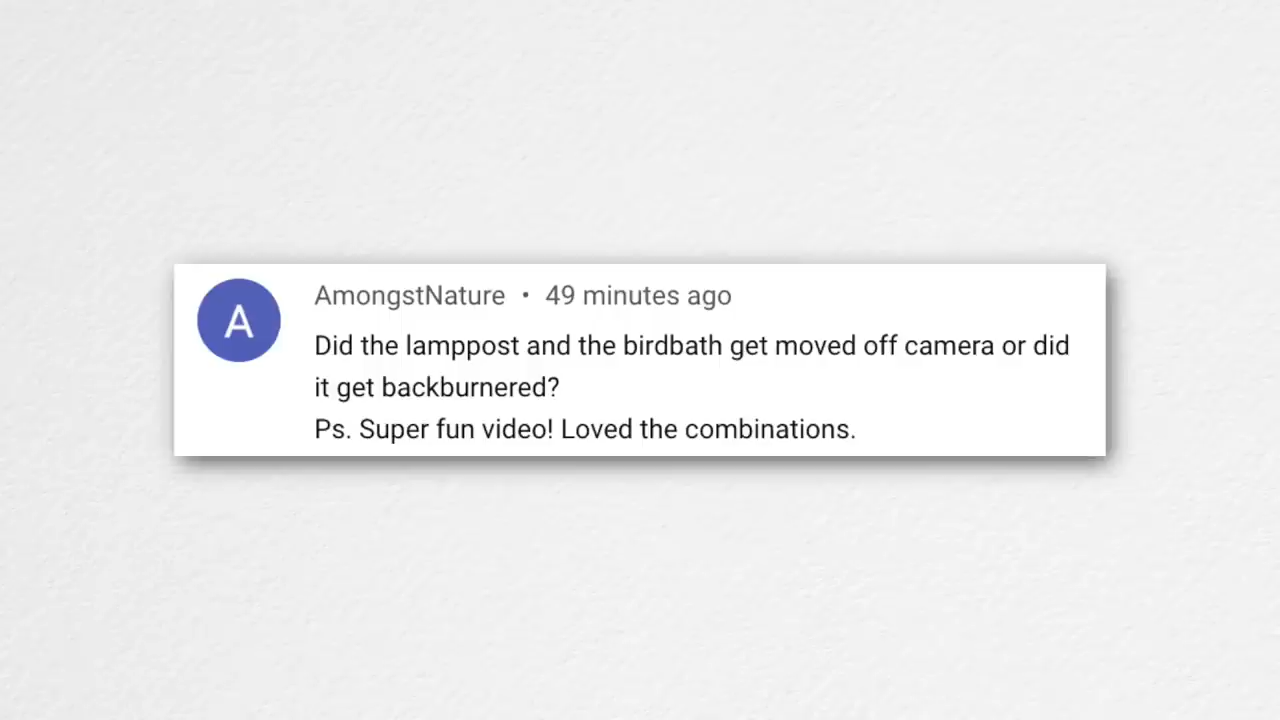 A
AmongstNature • 49 minutes ago
Did the lamppost and the birdbath get moved off camera or did
it get backburnered?
Ps. Super fun video! Loved the combinations.